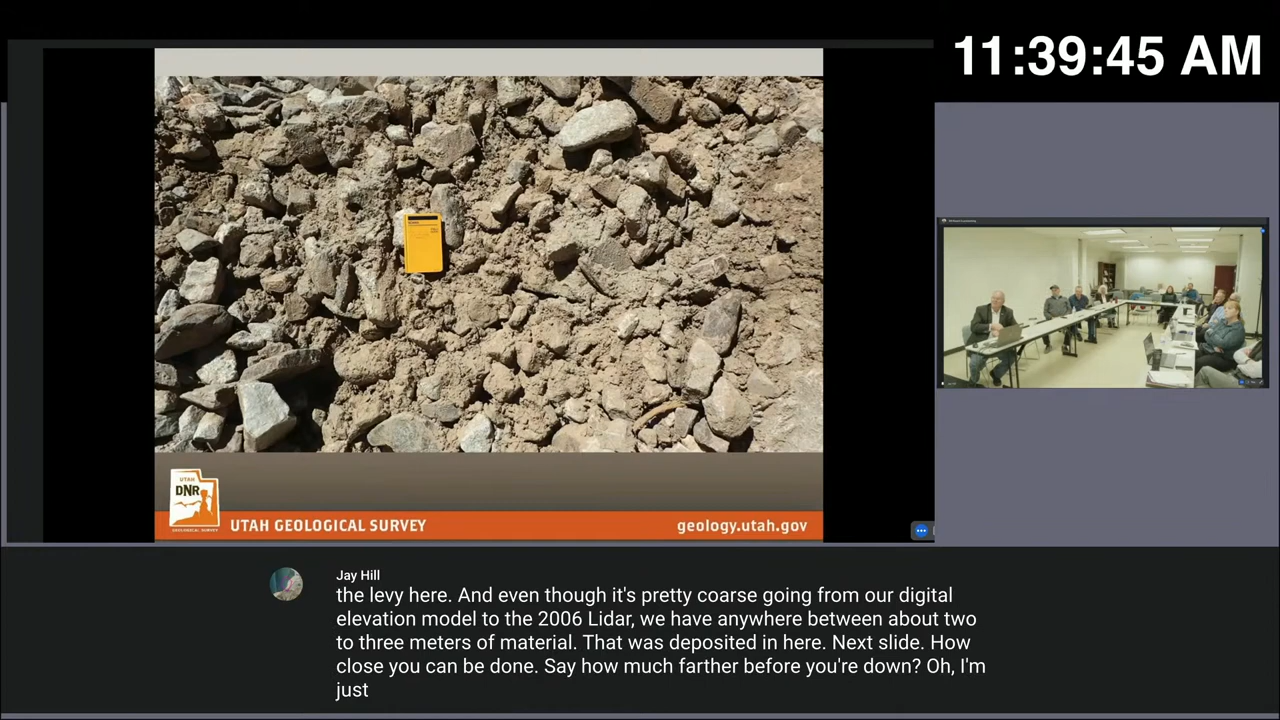 11:39:45 AM
UTAH
DNR
GEOLOGICAL SURVEY
UTAH GEOLOGICAL SURVEY
geology.utah.gov
Jay Hill
the levy here. And even though it's pretty coarse going from our digital
elevation model to the 2006 Lidar, we have anywhere between about two
to three meters of material. That was deposited in here. Next slide. How
close you can be done. Say how much farther before you're down? Oh, I'm
just